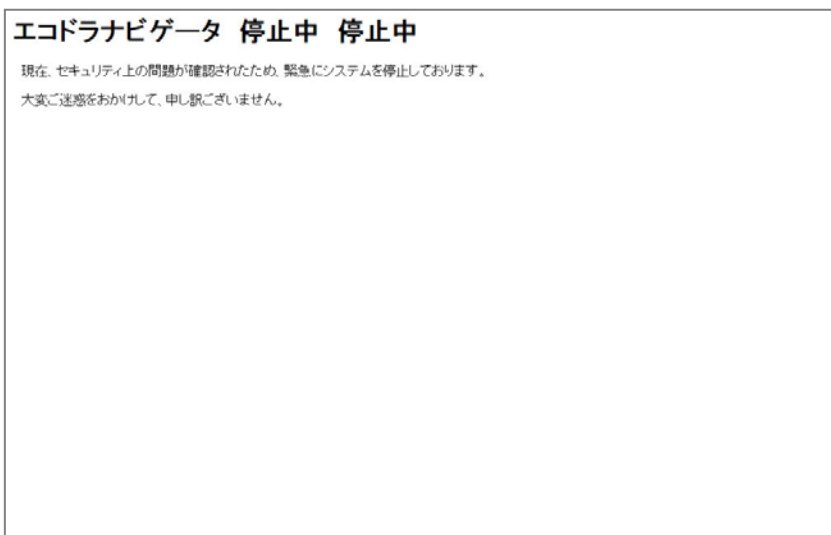 エコドラナビゲータ 停止中 停止中
現在、セキュリティ上の問題が確認されたため、緊急にシステムを停止しております。
大変ご迷惑をおかけして、申し訳ございません。